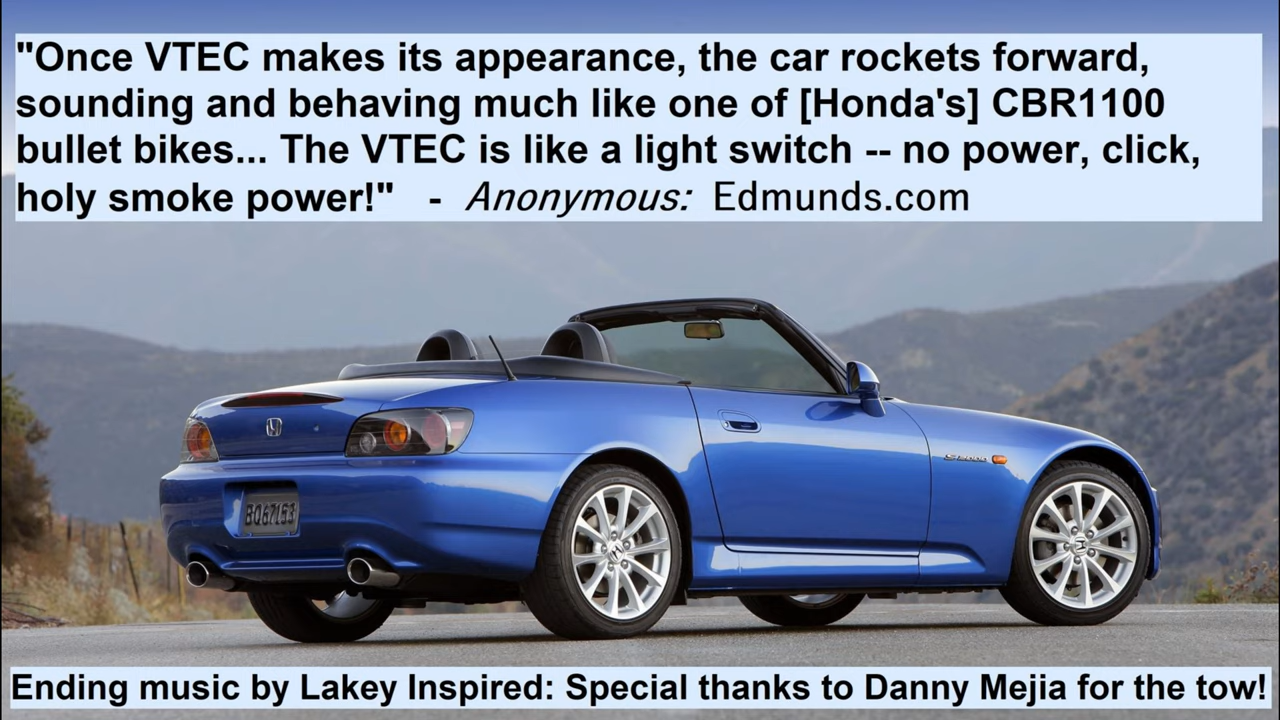 "Once VTEC makes its appearance, the car rockets forward,
sounding and behaving much like one of [Honda's] CBR1100
bullet bikes... The VTEC is like a light switch -- no power, click,
holy smoke power!" - Anonymous: Edmunds.com
S2000
BQ67153
Ending music by Lakey Inspired: Special thanks to Danny Mejia for the tow!